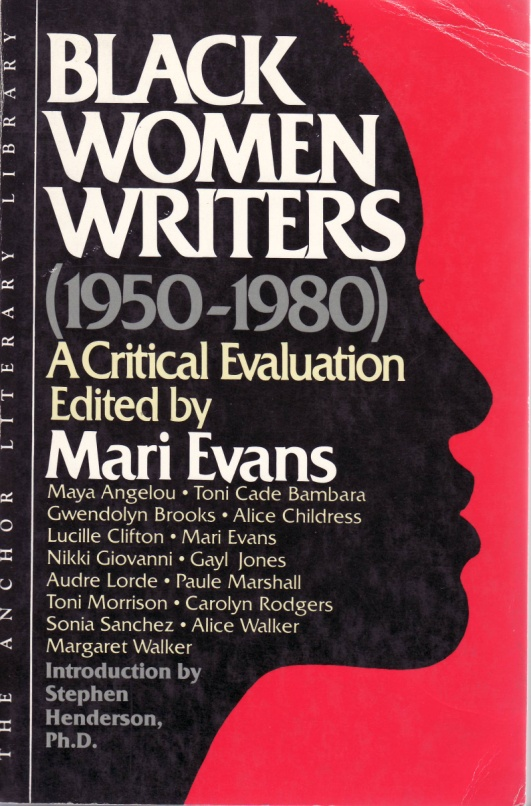 THE ANCHOR LITERARY LIBRARY
BLACK
WOMEN
WRITERS
(1950-1980)
A Critical Evaluation
Edited by
Mari Evans
Maya Angelou • Toni Cade Bambara
Gwendolyn Brooks • Alice Childress
Lucille Clifton • Mari Evans
Nikki Giovanni • Gayl Jones
Audre Lorde • Paule Marshall
Toni Morrison • Carolyn Rodgers
Sonia Sanchez • Alice Walker
Margaret Walker
Introduction by
Stephen
Henderson,
Ph.D.